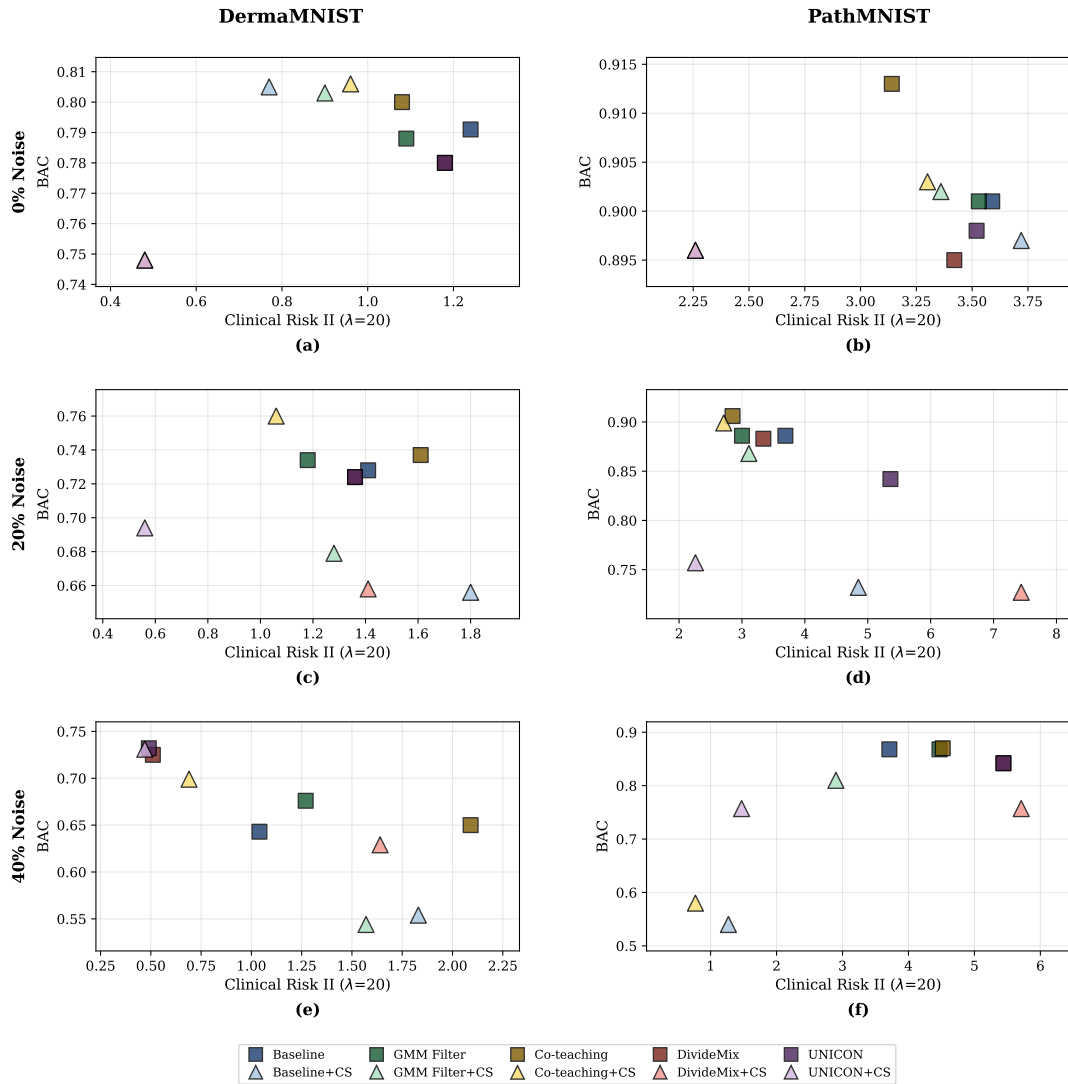 DermaMNIST
PathMNIST
0% Noise
BAC
0.81
0.80
0.79
0.78
0.77
0.76
0.75
0.74
0.4 0.6 0.8 1.0 1.2
Clinical Risk II (λ=20)
(a)
BAC
0.915
0.910
0.905
0.900
0.895
2.25 2.50 2.75 3.00 3.25 3.50 3.75
Clinical Risk II (λ=20)
(b)
20% Noise
BAC
0.76
0.74
0.72
0.70
0.68
0.66
0.4 0.6 0.8 1.0 1.2 1.4 1.6 1.8
Clinical Risk II (λ=20)
(c)
BAC
0.90
0.85
0.80
0.75
2 3 4 5 6 7 8
Clinical Risk II (λ=20)
(d)
40% Noise
BAC
0.75
0.70
0.65
0.60
0.55
0.25 0.50 0.75 1.00 1.25 1.50 1.75 2.00 2.25
Clinical Risk II (λ=20)
(e)
BAC
0.9
0.8
0.7
0.6
0.5
1 2 3 4 5 6
Clinical Risk II (λ=20)
(f)
Baseline GMM Filter Co-teaching DivideMix UNICON
Baseline+CS GMM Filter+CS Co-teaching+CS DivideMix+CS UNICON+CS